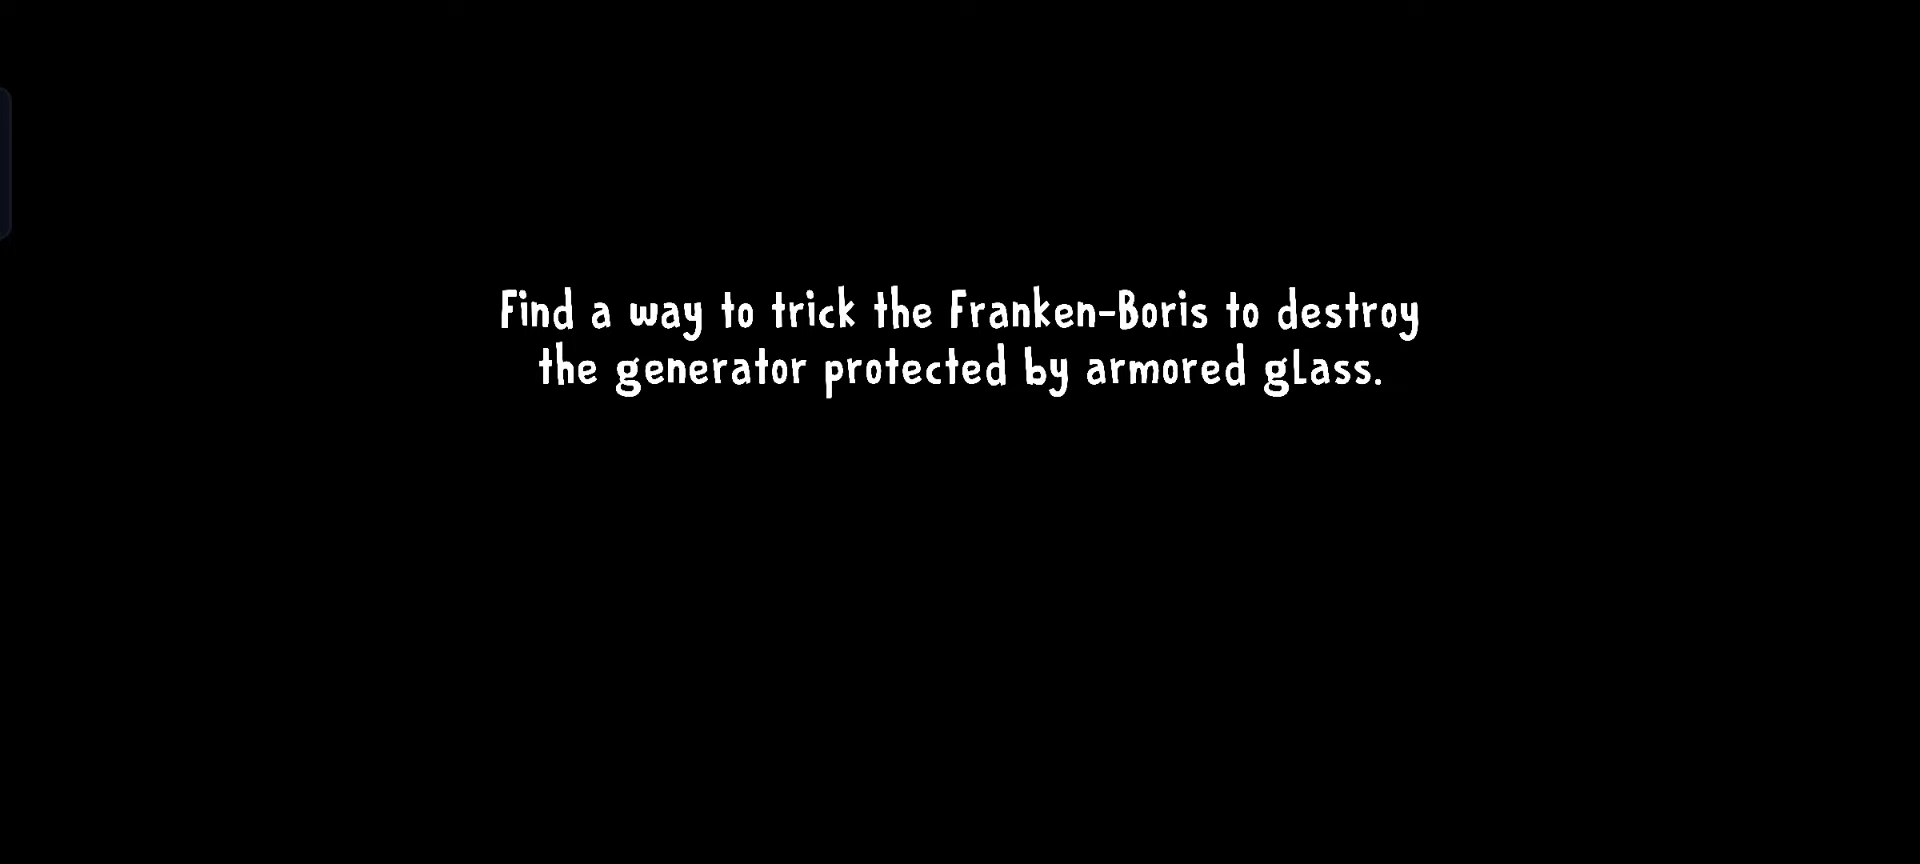 Find a way to trick the Franken-Boris to destroy
the generator protected by armored glass.